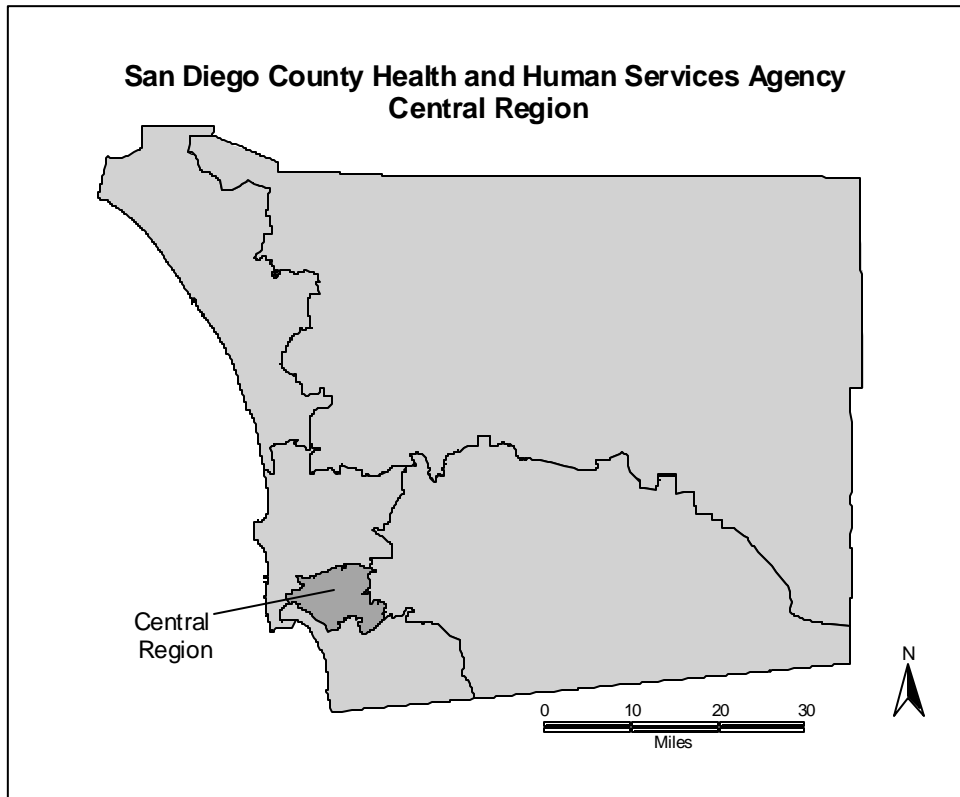 San Diego County Health and Human Services Agency
Central Region
Central
Region
N
0 10 20 30
Miles